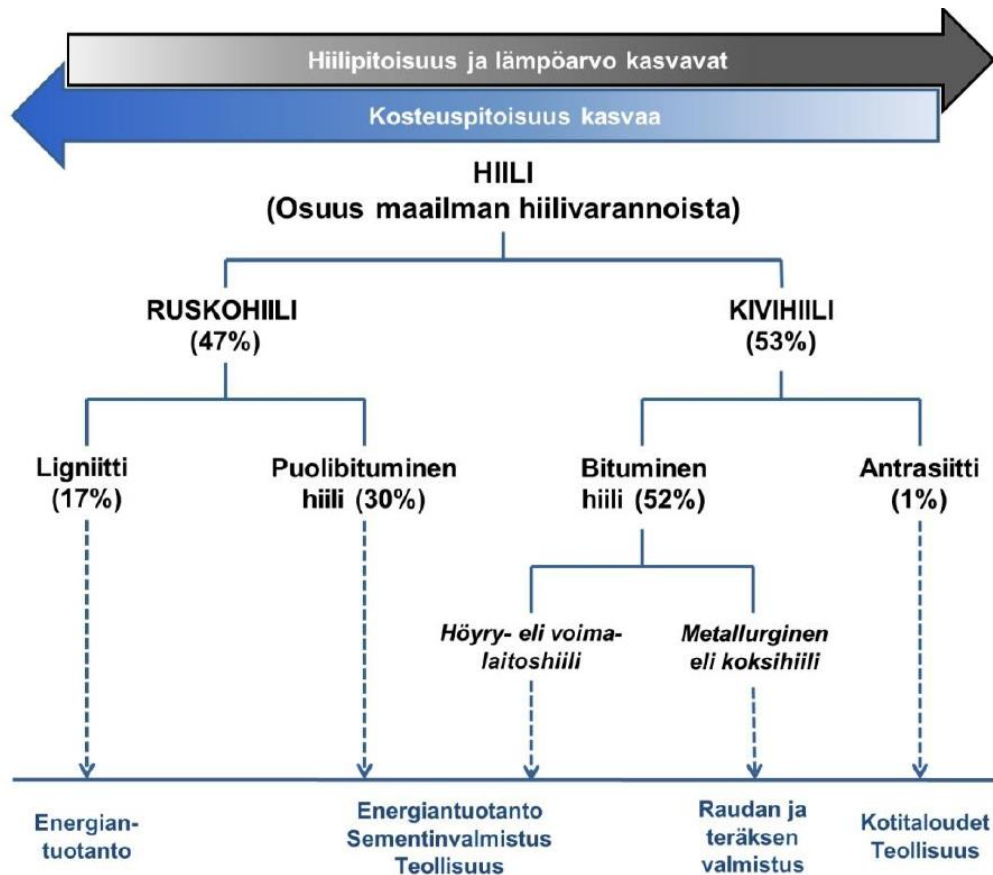 Hiilipitoisuus ja lämpöarvo kasvavat
Kosteuspitoisuus kasvaa
HIILI
(Osuus maailman hiilivarannoista)
RUSKOHIILI
(47%)
KIVIHIILI
(53%)
Ligniitti
(17%)
Puolibituminen
hiili (30%)
Bituminen
hiili (52%)
Antrasiitti
(1%)
Höyry- eli voima-
laitoshiili
Metallurginen
eli koksihiili
Energian-
tuotanto
Energiantuotanto
Sementinvalmistus
Teollisuus
Raudan ja
teräksen
valmistus
Kotitaloudet
Teollisuus